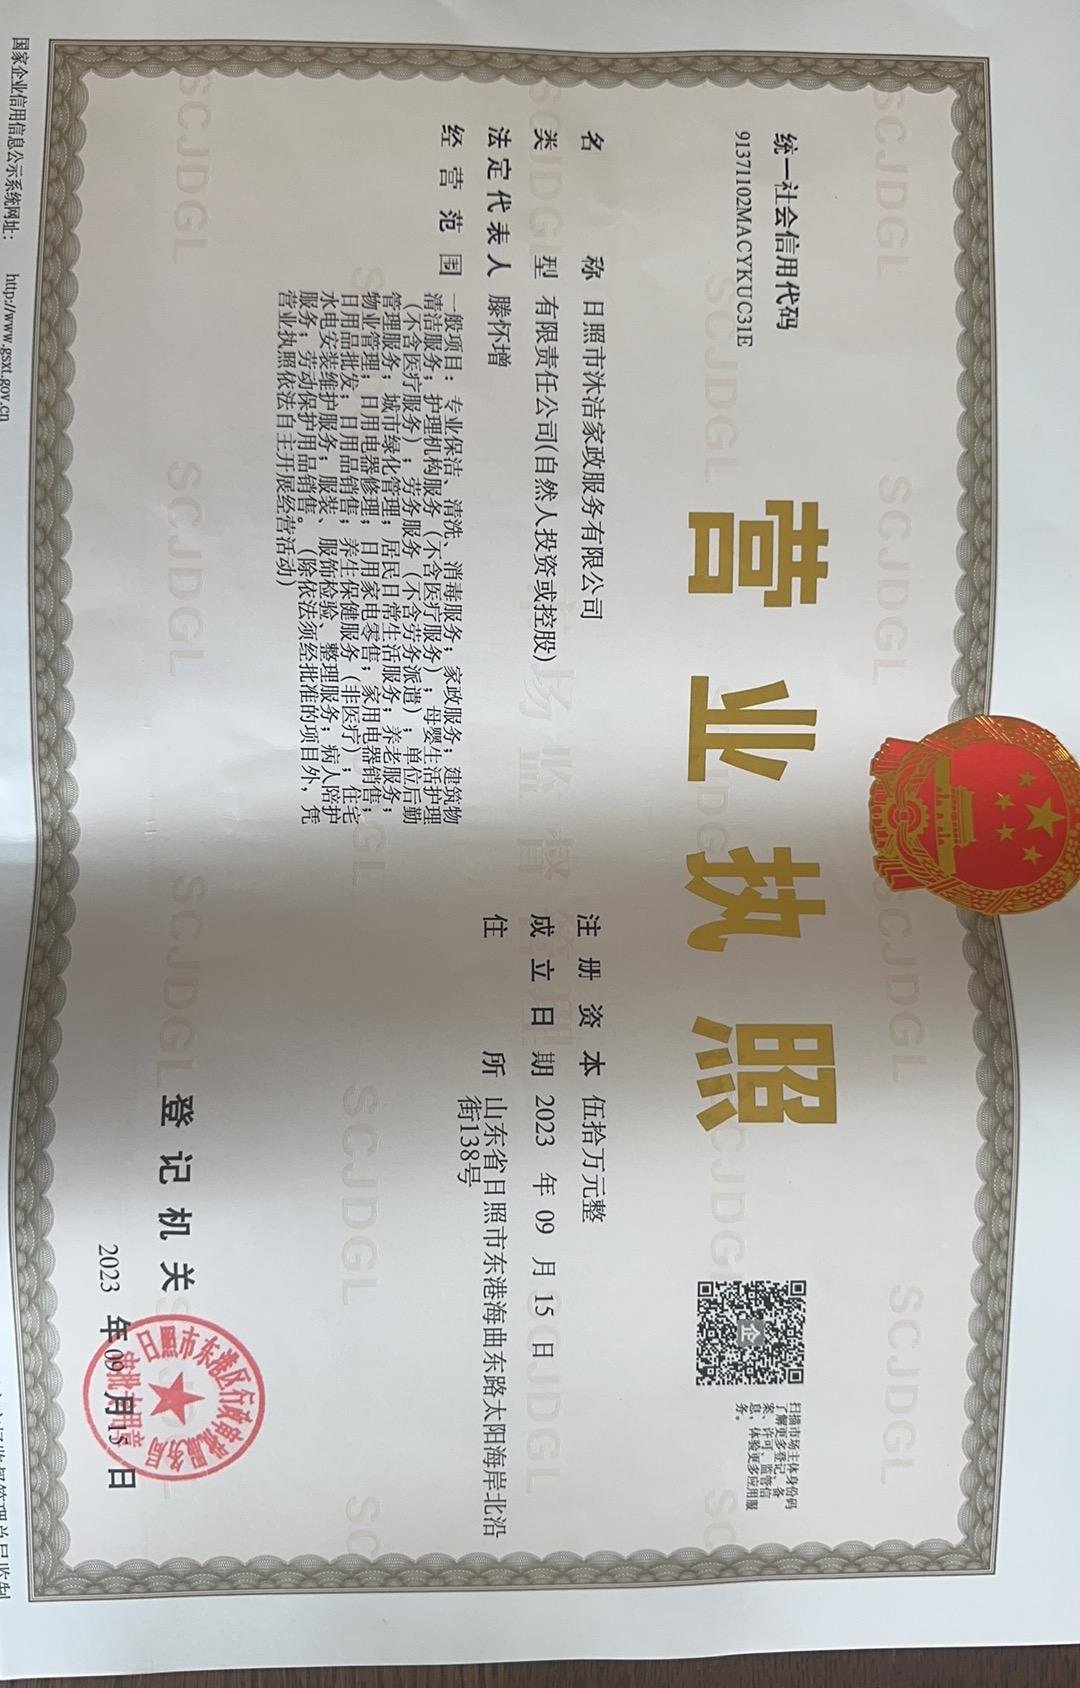 营业执照
统一社会信用代码
91371102MACYKUC31E
扫描市场主体身份码
了解更多登记、备
案、许可、监管信
息，体验更多应用服
务。
名称 日照市沐洁家政服务有限公司
类型 有限责任公司(自然人投资或控股)
法定代表人 滕怀增
经营范围 一般项目：专业保洁、清洗、消毒服务；家政服务；建筑物
清洁服务；护理机构服务（不含医疗服务）；母婴生活护理
（不含医疗服务）；劳务服务（不含劳务派遣）；单位后勤
管理服务；城市绿化管理；居民日常生活服务；养老服务；
物业管理；日用电器修理；日用家电零售；家用电器销售；
日用品批发；日用品销售；养生保健服务（非医疗）；住宅
水电安装维护服务；服装、服饰检验、整理服务；病人陪护
服务；劳动保护用品销售。（除依法须经批准的项目外，凭
营业执照依法自主开展经营活动）
注册资本 伍拾万元整
成立日期 2023 年 09 月 15 日
住所 山东省日照市东港海曲东路太阳海岸北沿
街138号
登记机关
2023 年 09 月 15 日
日照市东港区行政审批服务局
国家企业信用信息公示系统网址： http://www.gsxt.gov.cn